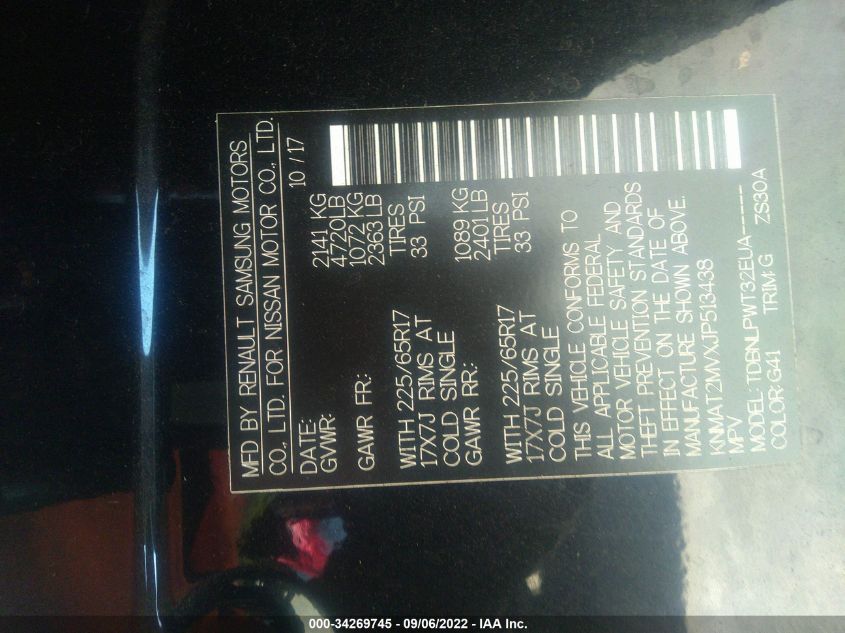 MFD BY RENAULT SAMSUNG MOTORS
CO., LTD. FOR NISSAN MOTOR CO., LTD.
DATE: 10 / 17
GVWR: 2141 KG
4720LB
GAWR FR: 1072 KG
2363 LB
WITH 225/65R17 TIRES
17X7J RIMS AT 33 PSI
COLD SINGLE
GAWR RR: 1089 KG
2401 LB
WITH 225/65R17 TIRES
17X7J RIMS AT 33 PSI
COLD SINGLE
THIS VEHICLE CONFORMS TO
ALL APPLICABLE FEDERAL
MOTOR VEHICLE SAFETY AND
THEFT PREVENTION STANDARDS
IN EFFECT ON THE DATE OF
MANUFACTURE SHOWN ABOVE.
KNMAT2MVXJP513438
MPV
MODEL: TDBNLPWT32EUA-----
COLOR: G41 TRIM: G ZS30A
000-34269745 - 09/06/2022 - IAA Inc.